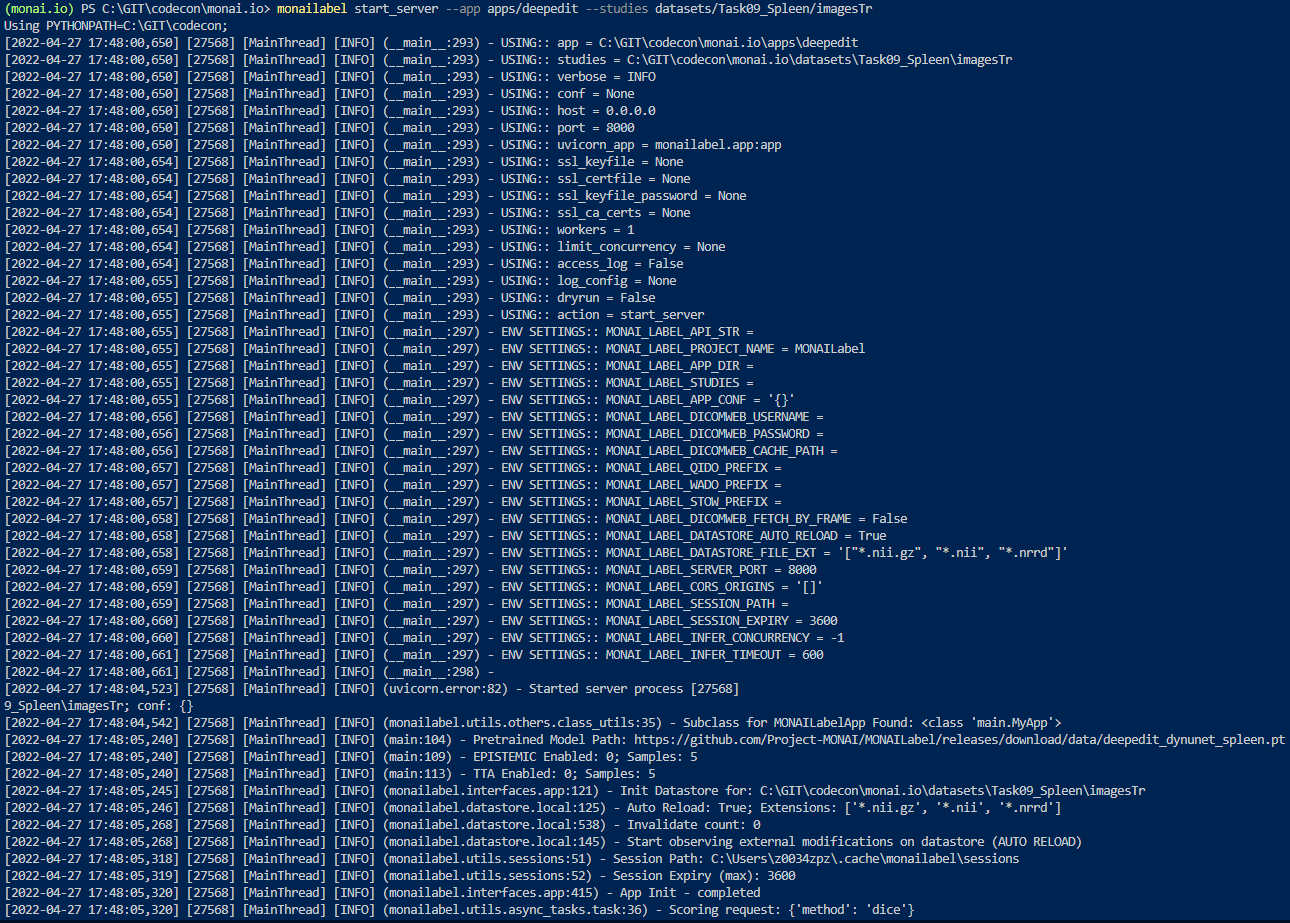 (monai.io) PS C:\GIT\codecon\monai.io> monailabel start_server --app apps/deepedit --studies datasets/Task09_Spleen/imagesTr
Using PYTHONPATH=C:\GIT\codecon;
[2022-04-27 17:48:00,650] [27568] [MainThread] [INFO] (__main__:293) - USING:: app = C:\GIT\codecon\monai.io\apps\deepedit
[2022-04-27 17:48:00,650] [27568] [MainThread] [INFO] (__main__:293) - USING:: studies = C:\GIT\codecon\monai.io\datasets\Task09_Spleen\imagesTr
[2022-04-27 17:48:00,650] [27568] [MainThread] [INFO] (__main__:293) - USING:: verbose = INFO
[2022-04-27 17:48:00,650] [27568] [MainThread] [INFO] (__main__:293) - USING:: conf = None
[2022-04-27 17:48:00,650] [27568] [MainThread] [INFO] (__main__:293) - USING:: host = 0.0.0.0
[2022-04-27 17:48:00,650] [27568] [MainThread] [INFO] (__main__:293) - USING:: port = 8000
[2022-04-27 17:48:00,650] [27568] [MainThread] [INFO] (__main__:293) - USING:: uvicorn_app = monailabel.app:app
[2022-04-27 17:48:00,654] [27568] [MainThread] [INFO] (__main__:293) - USING:: ssl_keyfile = None
[2022-04-27 17:48:00,654] [27568] [MainThread] [INFO] (__main__:293) - USING:: ssl_certfile = None
[2022-04-27 17:48:00,654] [27568] [MainThread] [INFO] (__main__:293) - USING:: ssl_keyfile_password = None
[2022-04-27 17:48:00,654] [27568] [MainThread] [INFO] (__main__:293) - USING:: ssl_ca_certs = None
[2022-04-27 17:48:00,654] [27568] [MainThread] [INFO] (__main__:293) - USING:: workers = 1
[2022-04-27 17:48:00,654] [27568] [MainThread] [INFO] (__main__:293) - USING:: limit_concurrency = None
[2022-04-27 17:48:00,654] [27568] [MainThread] [INFO] (__main__:293) - USING:: access_log = False
[2022-04-27 17:48:00,655] [27568] [MainThread] [INFO] (__main__:293) - USING:: log_config = None
[2022-04-27 17:48:00,655] [27568] [MainThread] [INFO] (__main__:293) - USING:: dryrun = False
[2022-04-27 17:48:00,655] [27568] [MainThread] [INFO] (__main__:293) - USING:: action = start_server
[2022-04-27 17:48:00,655] [27568] [MainThread] [INFO] (__main__:297) - ENV SETTINGS:: MONAI_LABEL_API_STR =
[2022-04-27 17:48:00,655] [27568] [MainThread] [INFO] (__main__:297) - ENV SETTINGS:: MONAI_LABEL_PROJECT_NAME = MONAILabel
[2022-04-27 17:48:00,655] [27568] [MainThread] [INFO] (__main__:297) - ENV SETTINGS:: MONAI_LABEL_APP_DIR =
[2022-04-27 17:48:00,655] [27568] [MainThread] [INFO] (__main__:297) - ENV SETTINGS:: MONAI_LABEL_STUDIES =
[2022-04-27 17:48:00,655] [27568] [MainThread] [INFO] (__main__:297) - ENV SETTINGS:: MONAI_LABEL_APP_CONF = '{}'
[2022-04-27 17:48:00,656] [27568] [MainThread] [INFO] (__main__:297) - ENV SETTINGS:: MONAI_LABEL_DICOMWEB_USERNAME =
[2022-04-27 17:48:00,656] [27568] [MainThread] [INFO] (__main__:297) - ENV SETTINGS:: MONAI_LABEL_DICOMWEB_PASSWORD =
[2022-04-27 17:48:00,656] [27568] [MainThread] [INFO] (__main__:297) - ENV SETTINGS:: MONAI_LABEL_DICOMWEB_CACHE_PATH =
[2022-04-27 17:48:00,657] [27568] [MainThread] [INFO] (__main__:297) - ENV SETTINGS:: MONAI_LABEL_QIDO_PREFIX =
[2022-04-27 17:48:00,657] [27568] [MainThread] [INFO] (__main__:297) - ENV SETTINGS:: MONAI_LABEL_WADO_PREFIX =
[2022-04-27 17:48:00,657] [27568] [MainThread] [INFO] (__main__:297) - ENV SETTINGS:: MONAI_LABEL_STOW_PREFIX =
[2022-04-27 17:48:00,658] [27568] [MainThread] [INFO] (__main__:297) - ENV SETTINGS:: MONAI_LABEL_DICOMWEB_FETCH_BY_FRAME = False
[2022-04-27 17:48:00,658] [27568] [MainThread] [INFO] (__main__:297) - ENV SETTINGS:: MONAI_LABEL_DATASTORE_AUTO_RELOAD = True
[2022-04-27 17:48:00,658] [27568] [MainThread] [INFO] (__main__:297) - ENV SETTINGS:: MONAI_LABEL_DATASTORE_FILE_EXT = '["*.nii.gz", "*.nii", "*.nrrd"]'
[2022-04-27 17:48:00,659] [27568] [MainThread] [INFO] (__main__:297) - ENV SETTINGS:: MONAI_LABEL_SERVER_PORT = 8000
[2022-04-27 17:48:00,659] [27568] [MainThread] [INFO] (__main__:297) - ENV SETTINGS:: MONAI_LABEL_CORS_ORIGINS = '[]'
[2022-04-27 17:48:00,659] [27568] [MainThread] [INFO] (__main__:297) - ENV SETTINGS:: MONAI_LABEL_SESSION_PATH =
[2022-04-27 17:48:00,660] [27568] [MainThread] [INFO] (__main__:297) - ENV SETTINGS:: MONAI_LABEL_SESSION_EXPIRY = 3600
[2022-04-27 17:48:00,660] [27568] [MainThread] [INFO] (__main__:297) - ENV SETTINGS:: MONAI_LABEL_INFER_CONCURRENCY = -1
[2022-04-27 17:48:00,661] [27568] [MainThread] [INFO] (__main__:297) - ENV SETTINGS:: MONAI_LABEL_INFER_TIMEOUT = 600
[2022-04-27 17:48:00,661] [27568] [MainThread] [INFO] (__main__:298) -
[2022-04-27 17:48:04,523] [27568] [MainThread] [INFO] (uvicorn.error:82) - Started server process [27568]
9_Spleen\imagesTr; conf: {}
[2022-04-27 17:48:04,542] [27568] [MainThread] [INFO] (monailabel.utils.others.class_utils:35) - Subclass for MONAILabelApp Found: <class 'main.MyApp'>
[2022-04-27 17:48:05,240] [27568] [MainThread] [INFO] (main:104) - Pretrained Model Path: https://github.com/Project-MONAI/MONAILabel/releases/download/data/deepedit_dynunet_spleen.pt
[2022-04-27 17:48:05,240] [27568] [MainThread] [INFO] (main:109) - EPISTEMIC Enabled: 0; Samples: 5
[2022-04-27 17:48:05,240] [27568] [MainThread] [INFO] (main:113) - TTA Enabled: 0; Samples: 5
[2022-04-27 17:48:05,245] [27568] [MainThread] [INFO] (monailabel.interfaces.app:121) - Init Datastore for: C:\GIT\codecon\monai.io\datasets\Task09_Spleen\imagesTr
[2022-04-27 17:48:05,246] [27568] [MainThread] [INFO] (monailabel.datastore.local:125) - Auto Reload: True; Extensions: ['*.nii.gz', '*.nii', '*.nrrd']
[2022-04-27 17:48:05,268] [27568] [MainThread] [INFO] (monailabel.datastore.local:538) - Invalidate count: 0
[2022-04-27 17:48:05,268] [27568] [MainThread] [INFO] (monailabel.datastore.local:145) - Start observing external modifications on datastore (AUTO RELOAD)
[2022-04-27 17:48:05,318] [27568] [MainThread] [INFO] (monailabel.utils.sessions:51) - Session Path: C:\Users\z0034zpz\.cache\monailabel\sessions
[2022-04-27 17:48:05,319] [27568] [MainThread] [INFO] (monailabel.utils.sessions:52) - Session Expiry (max): 3600
[2022-04-27 17:48:05,320] [27568] [MainThread] [INFO] (monailabel.interfaces.app:415) - App Init - completed
[2022-04-27 17:48:05,320] [27568] [MainThread] [INFO] (monailabel.utils.async_tasks.task:36) - Scoring request: {'method': 'dice'}